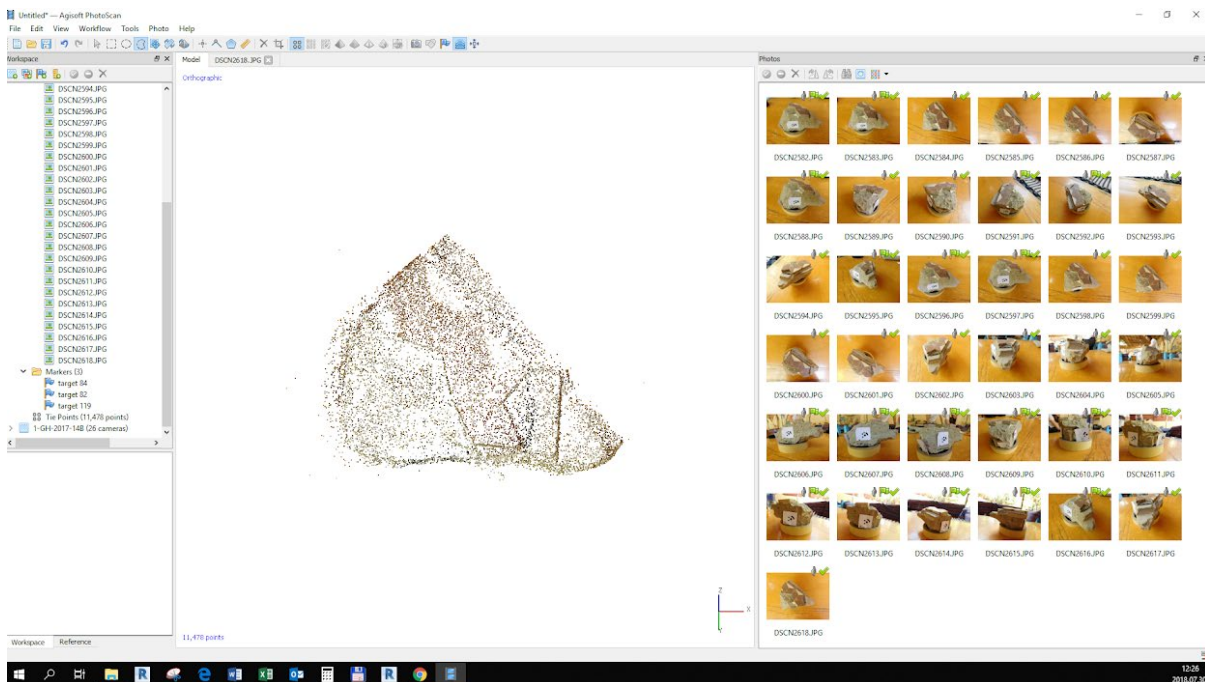 Untitled* — Agisoft PhotoScan
File Edit View Workflow Tools Photo Help
Workspace
Model DSCN2618.JPG
Photos
Orthographic
DSCN2594.JPG
DSCN2595.JPG
DSCN2596.JPG
DSCN2597.JPG
DSCN2598.JPG
DSCN2599.JPG
DSCN2600.JPG
DSCN2601.JPG
DSCN2602.JPG
DSCN2603.JPG
DSCN2604.JPG
DSCN2605.JPG
DSCN2606.JPG
DSCN2607.JPG
DSCN2608.JPG
DSCN2609.JPG
DSCN2610.JPG
DSCN2611.JPG
DSCN2612.JPG
DSCN2613.JPG
DSCN2614.JPG
DSCN2615.JPG
DSCN2616.JPG
DSCN2617.JPG
DSCN2618.JPG
Markers (3)
target 84
target 82
target 119
Tie Points (11,478 points)
1-GH-2017-14B (26 cameras)
Workspace Reference
Z
X
Y
11,478 points
DSCN2582.JPG DSCN2583.JPG DSCN2584.JPG DSCN2585.JPG DSCN2586.JPG DSCN2587.JPG
DSCN2588.JPG DSCN2589.JPG DSCN2590.JPG DSCN2591.JPG DSCN2592.JPG DSCN2593.JPG
DSCN2594.JPG DSCN2595.JPG DSCN2596.JPG DSCN2597.JPG DSCN2598.JPG DSCN2599.JPG
DSCN2600.JPG DSCN2601.JPG DSCN2602.JPG DSCN2603.JPG DSCN2604.JPG DSCN2605.JPG
DSCN2606.JPG DSCN2607.JPG DSCN2608.JPG DSCN2609.JPG DSCN2610.JPG DSCN2611.JPG
DSCN2612.JPG DSCN2613.JPG DSCN2614.JPG DSCN2615.JPG DSCN2616.JPG DSCN2617.JPG
DSCN2618.JPG
12:26
2018.07.30